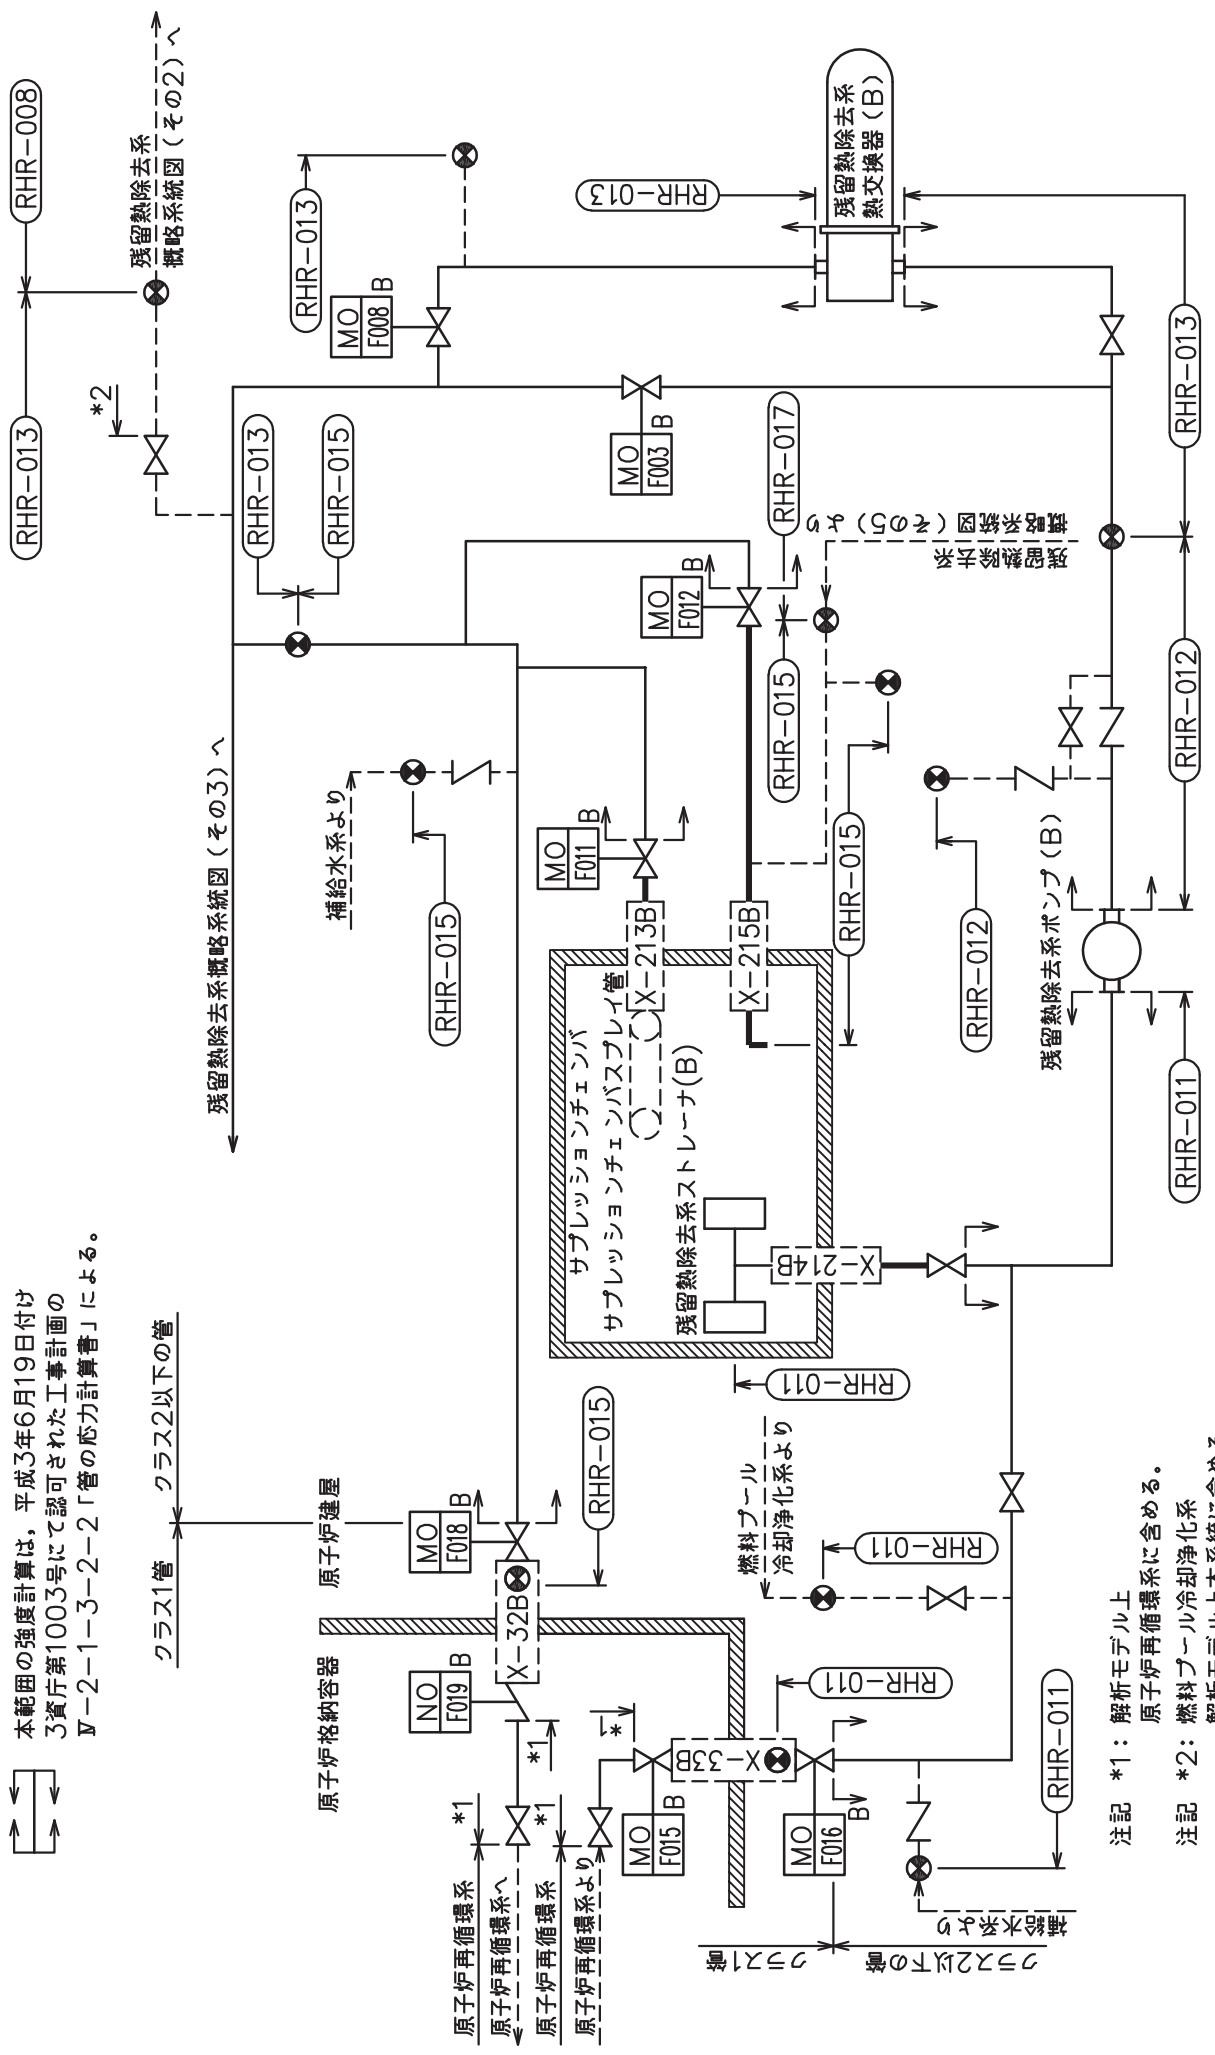 本範囲の強度計算は，平成3年6月19日付け
3資庁第1003号にて認可された工事計画の
Ⅳ-2-1-3-2-2「管の応力計算書」による。
クラス1管
クラス2以下の管
原子炉格納容器
原子炉建屋
NO
F019
B
X-32B
MO
F018
B
RHR-015
*1
*1
*1
*1
原子炉再循環系
原子炉再循環系へ
原子炉再循環系
原子炉再循環系より
MO
F015
B
X-33B
MO
F016
B
RHR-011
クラス1管
クラス2以下の管
補給水系より
RHR-011
燃料プール
冷却浄化系より
RHR-011
RHR-011
サプレッションチェンバ
サプレッションチェンバスプレイ管
残留熱除去系ストレーナ(B)
X-213B
X-215B
X-214B
MO
F011
B
MO
F012
B
RHR-015
補給水系より
RHR-015
残留熱除去系概略系統図（その3）へ
RHR-013
RHR-015
RHR-013
RHR-008
*2
残留熱除去系
概略系統図（その2）へ
RHR-013
MO
F008
B
MO
F003
B
RHR-015
RHR-017
残留熱除去系
概略系統図（その5）より
RHR-013
残留熱除去系
熱交換器（B）
RHR-012
残留熱除去系ポンプ（B）
RHR-011
RHR-012
RHR-013
注記　*1：解析モデル上
原子炉再循環系に含める。
注記　*2：燃料プール冷却浄化系